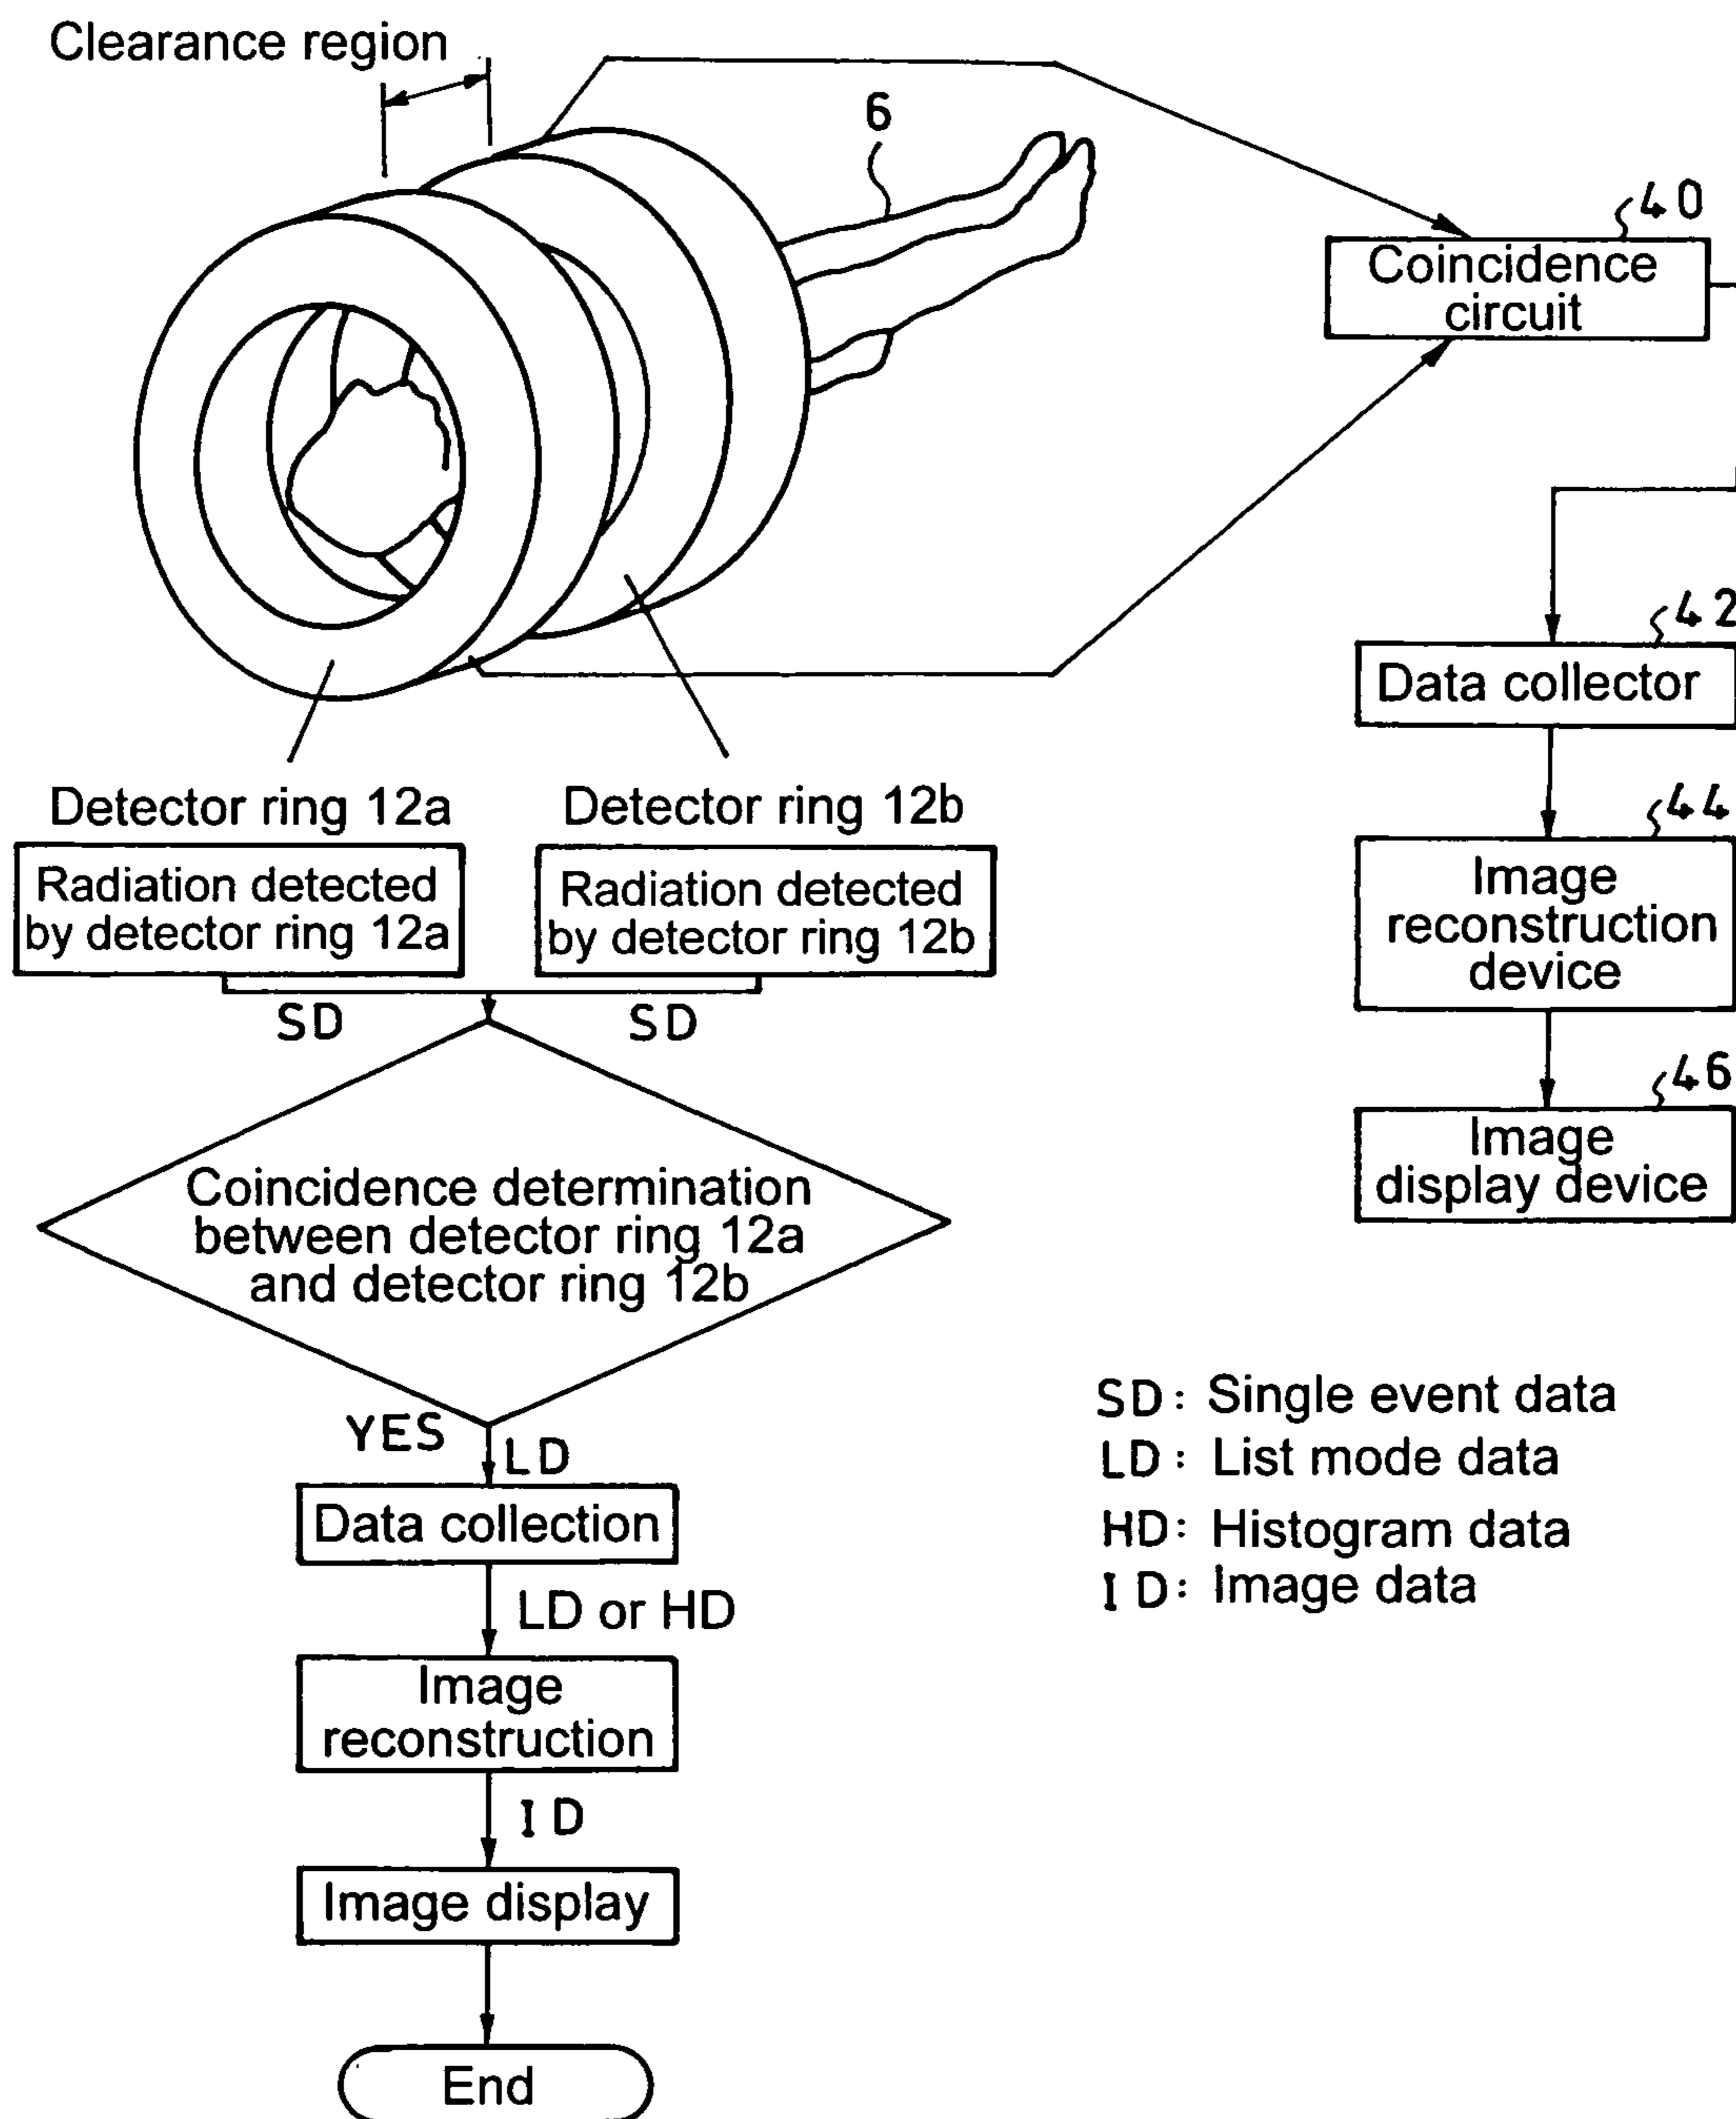 Clearance region
6
40
Coincidence
circuit
42
Data collector
44
Image
reconstruction
device
46
Image
display device
Detector ring 12a
Detector ring 12b
Radiation detected
by detector ring 12a
Radiation detected
by detector ring 12b
SD
SD
Coincidence determination
between detector ring 12a
and detector ring 12b
YES
LD
Data collection
LD or HD
Image
reconstruction
ID
Image display
End
SD: Single event data
LD: List mode data
HD: Histogram data
ID: Image data